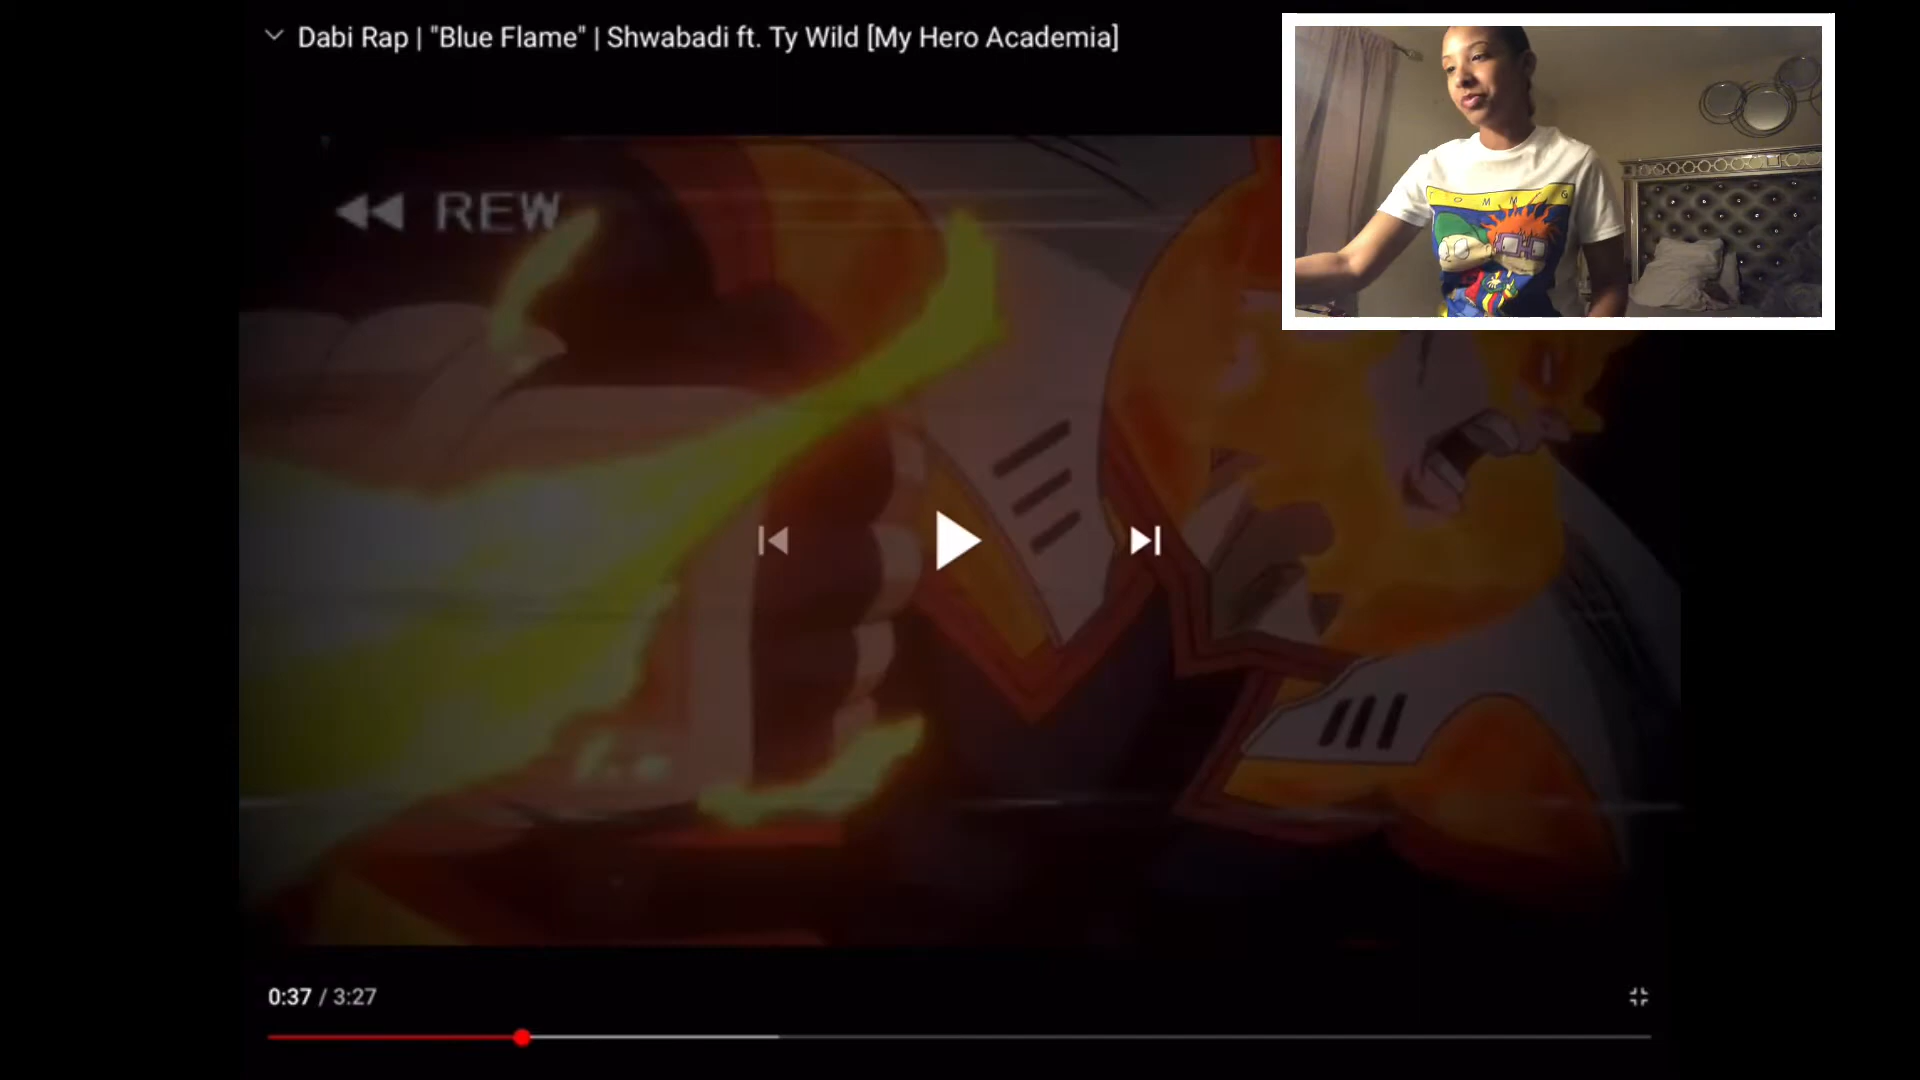 Dabi Rap | "Blue Flame" | Shwabadi ft. Ty Wild [My Hero Academia]
REW
0:37 / 3:27